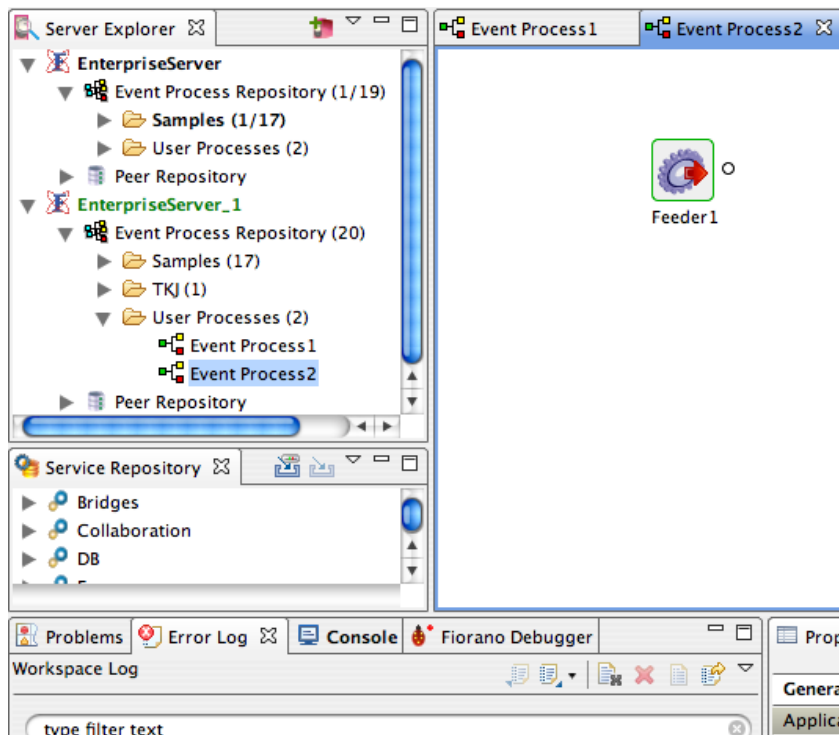 Server Explorer
Event Process1
Event Process2
EnterpriseServer
Event Process Repository (1/19)
Samples (1/17)
User Processes (2)
Peer Repository
EnterpriseServer_1
Event Process Repository (20)
Samples (17)
TKJ (1)
User Processes (2)
Event Process1
Event Process2
Peer Repository
Feeder1
Service Repository
Bridges
Collaboration
DB
Problems
Error Log
Console
Fiorano Debugger
Workspace Log
type filter text
Prop
Genera
Applica